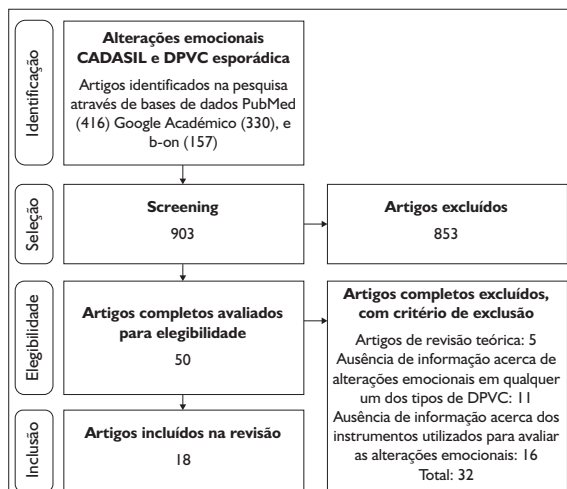 Identificação
Alterações emocionais
CADASIL e DPVC esporádica
Artigos identificados na pesquisa
através de bases de dados PubMed
(416) Google Académico (330), e
b-on (157)
Seleção
Screening
903
Artigos excluídos
853
Elegibilidade
Artigos completos avaliados
para elegibilidade
50
Artigos completos excluídos,
com critério de exclusão
Artigos de revisão teórica: 5
Ausência de informação acerca de
alterações emocionais em qualquer
um dos tipos de DPVC: 11
Ausência de informação acerca dos
instrumentos utilizados para avaliar
as alterações emocionais: 16
Total: 32
Inclusão
Artigos incluídos na revisão
18